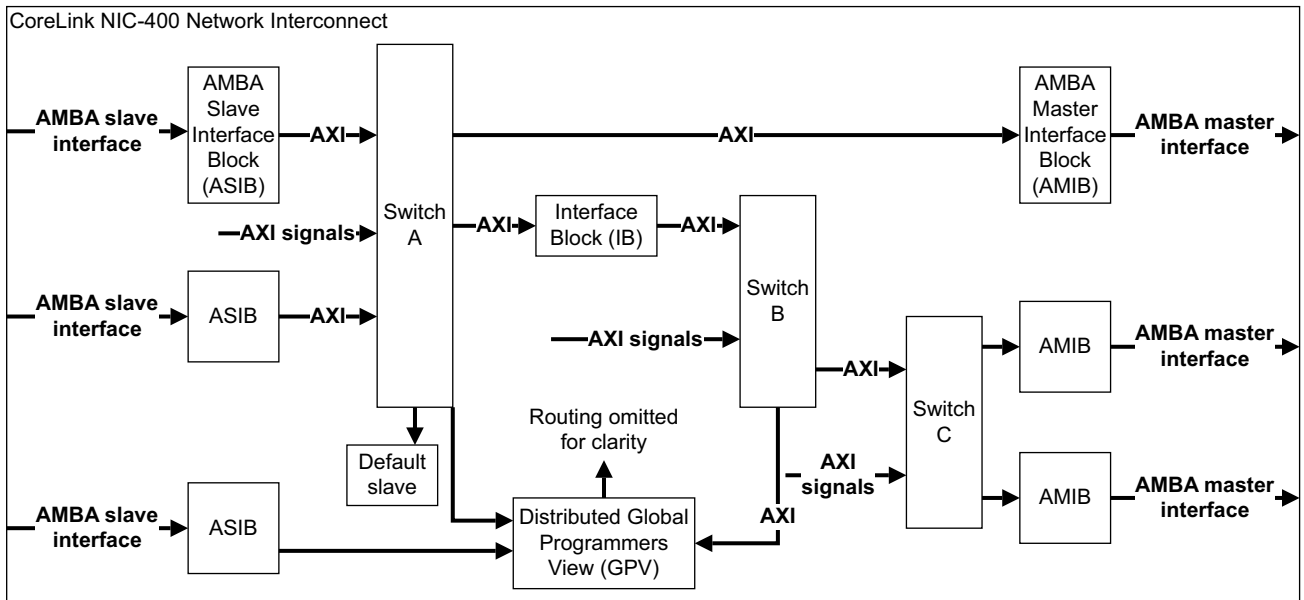 CoreLink NIC-400 Network Interconnect
AMBA slave
interface
AMBA
Slave
Interface
Block
(ASIB)
AXI
Switch
A
AXI
AMBA
Master
Interface
Block
(AMIB)
AMBA master
interface
AXI signals
AXI
Interface
Block (IB)
AXI
Switch
B
AMBA slave
interface
ASIB
AXI
AXI signals
AXI
Switch
C
AMIB
AMBA master
interface
Default
slave
Routing omitted
for clarity
AXI
signals
AMIB
AMBA master
interface
AMBA slave
interface
ASIB
Distributed Global
Programmers
View (GPV)
AXI